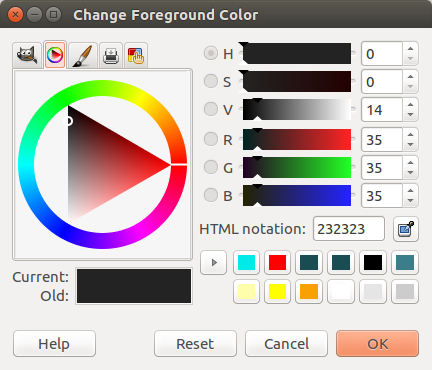 Change Foreground Color
H 0
S 0
V 14
R 35
G 35
B 35
HTML notation: 232323
Current:
Old:
Help Reset Cancel OK